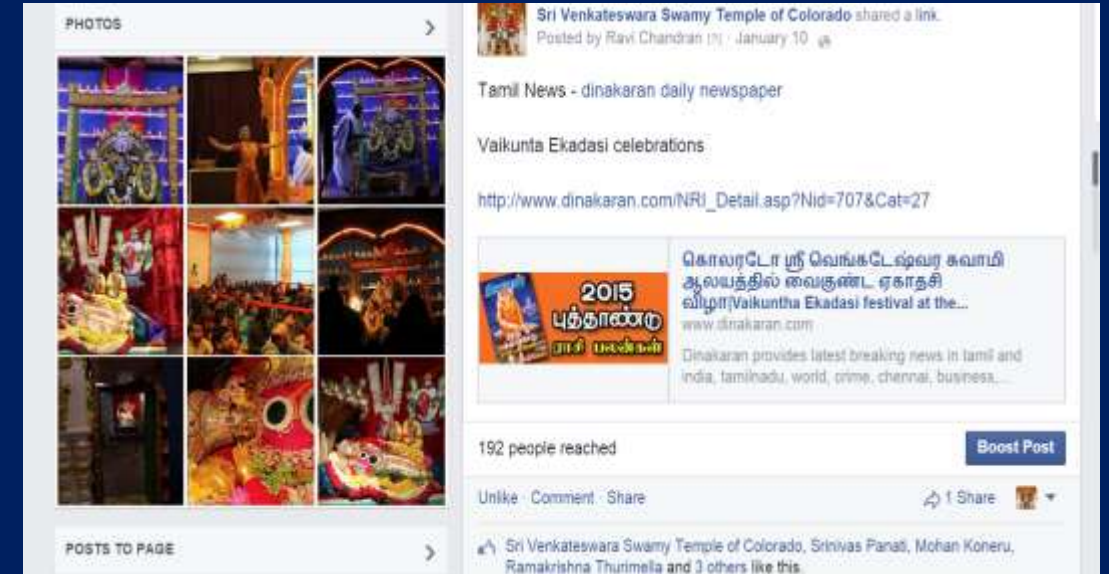 PHOTOS
Sri Venkateswara Swamy Temple of Colorado shared a link.
Posted by Ravi Chandran [?] · January 10
Tamil News - dinakaran daily newspaper
Vaikunta Ekadasi celebrations
http://www.dinakaran.com/NRI_Detail.asp?Nid=707&Cat=27
2015
புத்தாண்டு
ராசி பலன்கள்
கொலரடோ ஸ்ரீ வெங்கடேஷ்வர சுவாமி
ஆலயத்தில் வைகுண்ட ஏகாதசி
விழா|Vaikuntha Ekadasi festival at the...
www.dinakaran.com
Dinakaran provides latest breaking news in tamil and
india, tamilnadu, world, crime, chennai, business,...
192 people reached
Boost Post
Unlike · Comment · Share
1 Share
POSTS TO PAGE
Sri Venkateswara Swamy Temple of Colorado, Srinivas Panati, Mohan Koneru,
Ramakrishna Thurimella and 3 others like this.